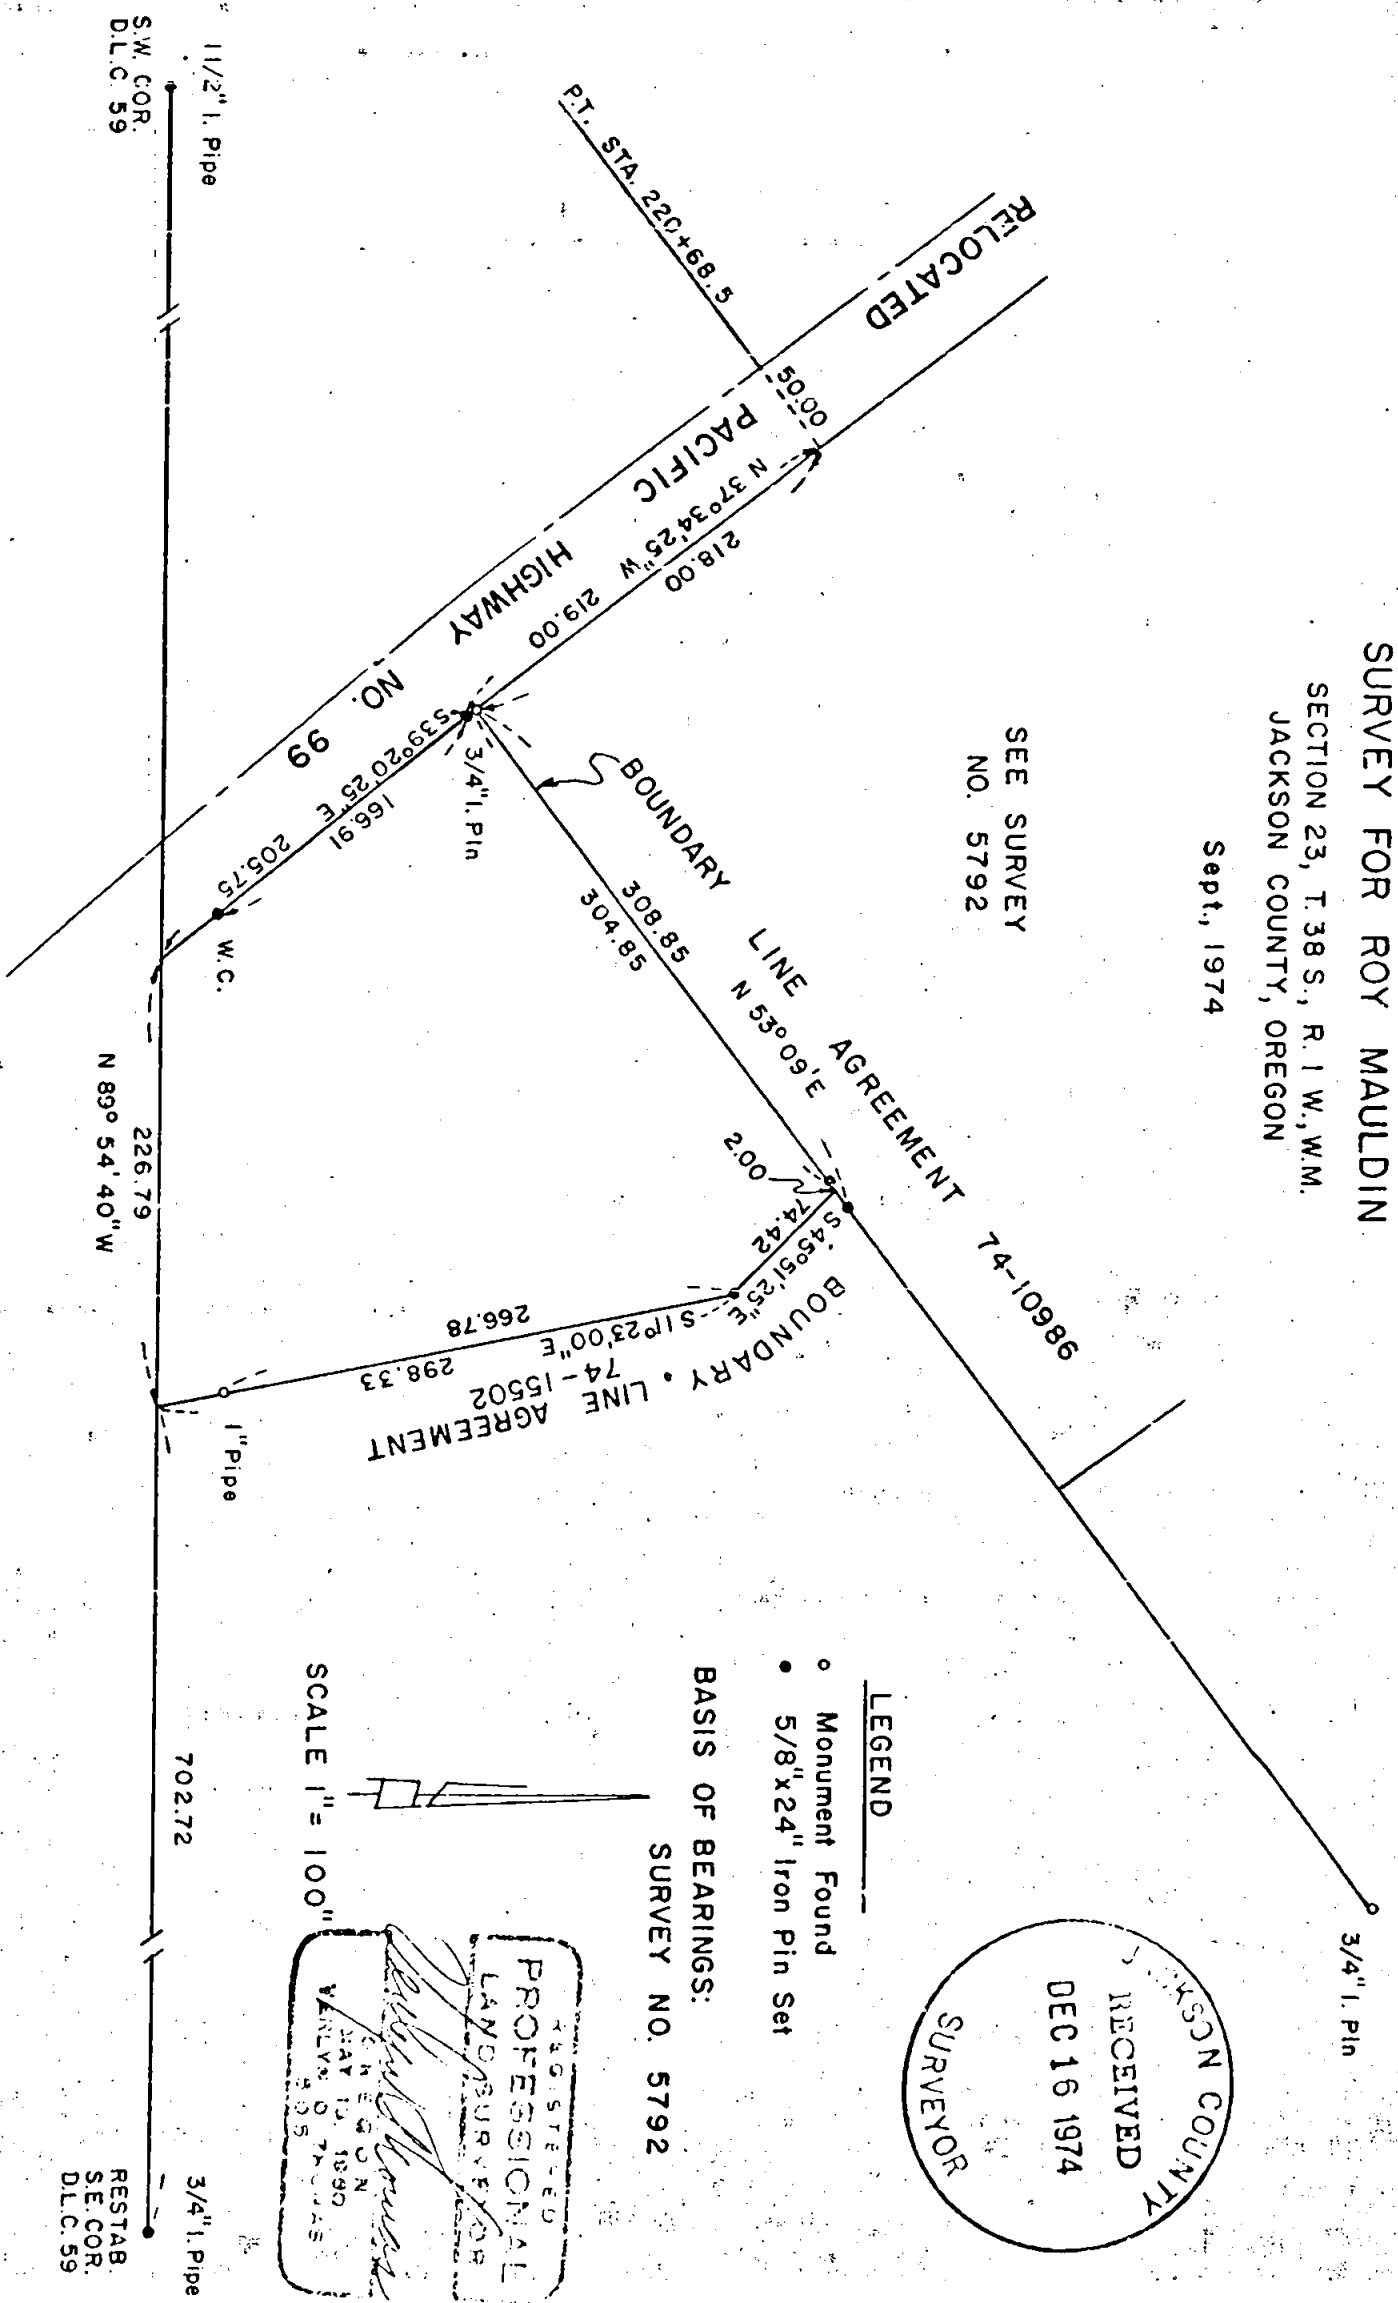 SURVEY FOR ROY MAULDIN
SECTION 23, T. 38 S., R. 1 W., W.M.
JACKSON COUNTY, OREGON
Sept., 1974
SEE SURVEY
NO. 5792
3/4" I. Pin
COUNTY
RECEIVED
DEC 16 1974
SURVEYOR
RELOCATED PACIFIC HIGHWAY NO. 99
P.T. STA. 220+68.5
50.00
N 37° 34' 25" W
218.00
219.00
3/4" I. Pin
S 39° 20' 25" E
166.91
205.75
W.C.
BOUNDARY LINE AGREEMENT 74-10986
308.85
304.85
N 53° 09' E
2.00
S 45° 51' 25" E
74.42
BOUNDARY LINE AGREEMENT
74-15502
S 11° 23' 00" E
266.78
298.33
1" Pipe
LEGEND
○ Monument Found
● 5/8" x 24" Iron Pin Set
BASIS OF BEARINGS:
SURVEY NO. 5792
SCALE 1" = 100"
REGISTERED
PROFESSIONAL
LAND SURVEYOR
OREGON
1 1/2" I. Pipe
S.W. COR.
D.L.C. 59
226.79
N 89° 54' 40" W
702.72
3/4" I. Pipe
RESTAB.
S.E. COR.
D.L.C. 59